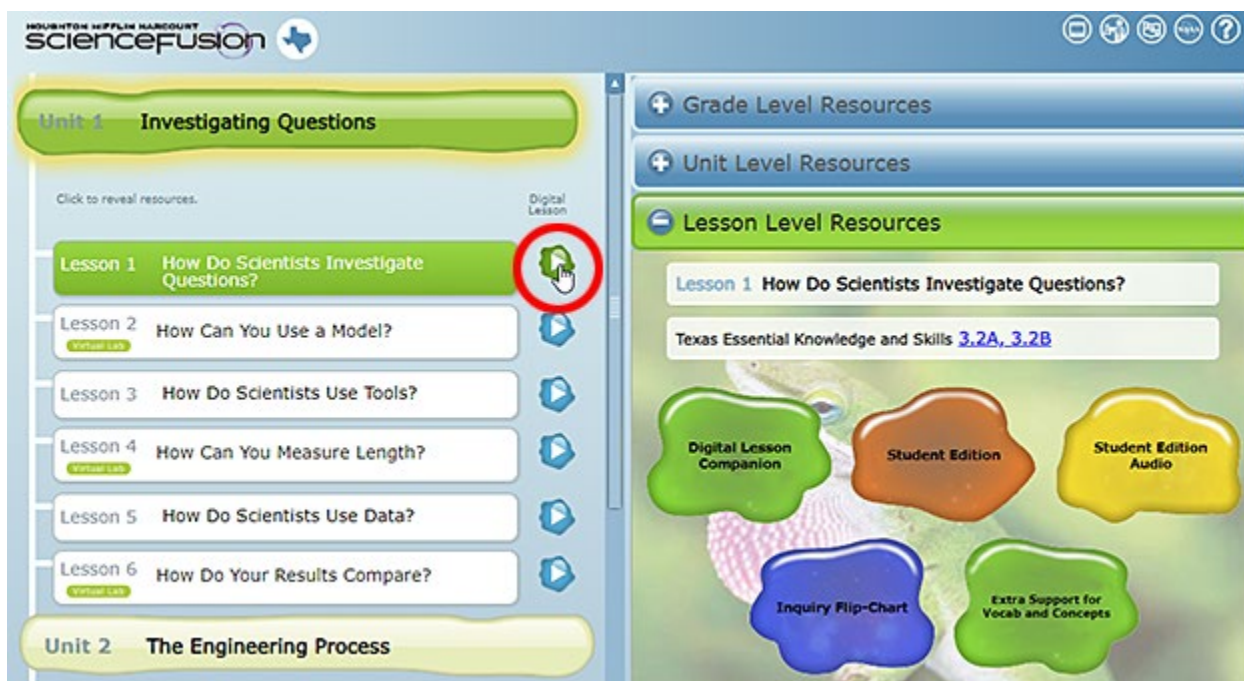 HOUGHTON MIFFLIN HARCOURT
scienceFusion
Unit 1 Investigating Questions
Click to reveal resources.
Digital
Lesson
Lesson 1 How Do Scientists Investigate
Questions?
Lesson 2 How Can You Use a Model?
Virtual Lab
Lesson 3 How Do Scientists Use Tools?
Lesson 4 How Can You Measure Length?
Virtual Lab
Lesson 5 How Do Scientists Use Data?
Lesson 6 How Do Your Results Compare?
Virtual Lab
Unit 2 The Engineering Process
Grade Level Resources
Unit Level Resources
Lesson Level Resources
Lesson 1 How Do Scientists Investigate Questions?
Texas Essential Knowledge and Skills 3.2A, 3.2B
Digital Lesson
Companion
Student Edition
Student Edition
Audio
Inquiry Flip-Chart
Extra Support for
Vocab and Concepts